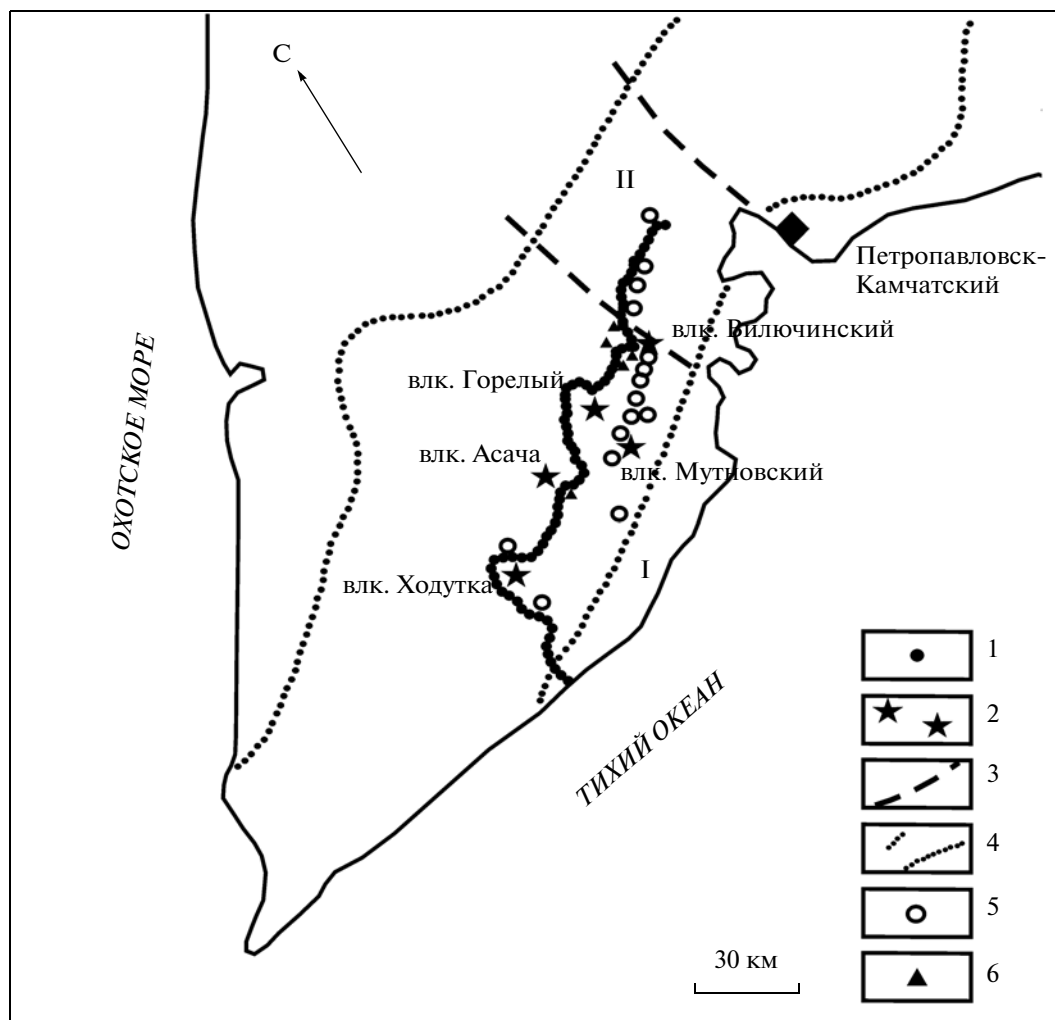 С
II
Петропавловск-
Камчатский
влк. Вилючинский
влк. Горелый
ОХОТСКОЕ МОРЕ
влк. Асача
влк. Мутновский
I
влк. Ходутка
ТИХИЙ ОКЕАН
1
2
3
4
5
6
30 км